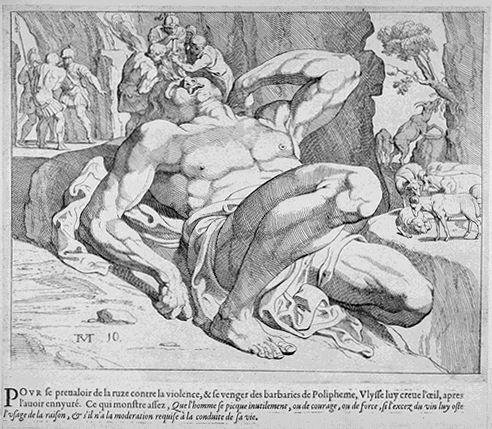 TVT 10.
POVR se preualoir de la ruze contre la violence, & se venger des barbaries de Polipheme, Vlysse luy creue l'œil, apres
l'auoir ennyuré. Ce qui monstre assez, Que l'homme se picque inutilement, ou de courage, ou de force, si l'excez du vin luy oste
l'vsage de la raison, & s'il n'a la moderation requise à la conduite de sa vie.